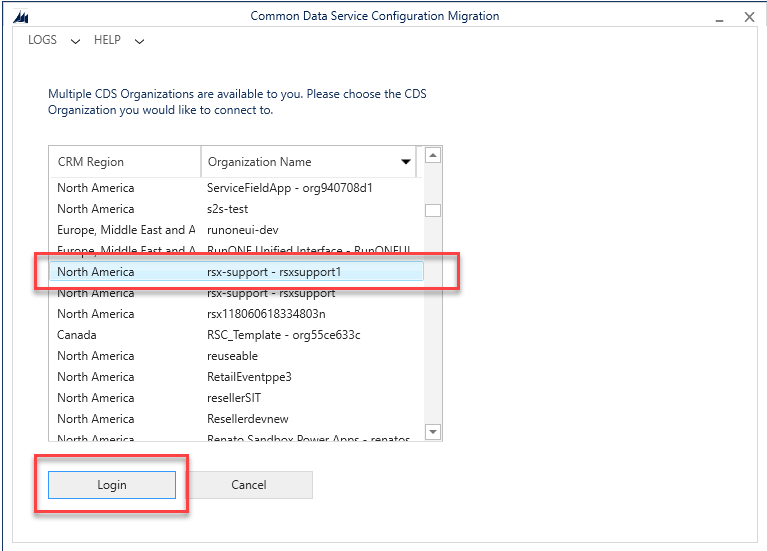 Common Data Service Configuration Migration
LOGS HELP
Multiple CDS Organizations are available to you. Please choose the CDS
Organization you would like to connect to.
CRM Region Organization Name
North America ServiceFieldApp - org940708d1
North America s2s-test
Europe, Middle East and A runoneui-dev
Europe, Middle East and A RunONE Unified Interface - RunONEUI
North America rsx-support - rsxsupport1
North America rsx-support - rsxsupport
North America rsx118060618334803n
Canada RSC_Template - org55ce633c
North America reuseable
North America RetailEventppe3
North America resellerSIT
North America Resellerdevnew
North America Renato Sandbox Power Apps - renatos
Login Cancel